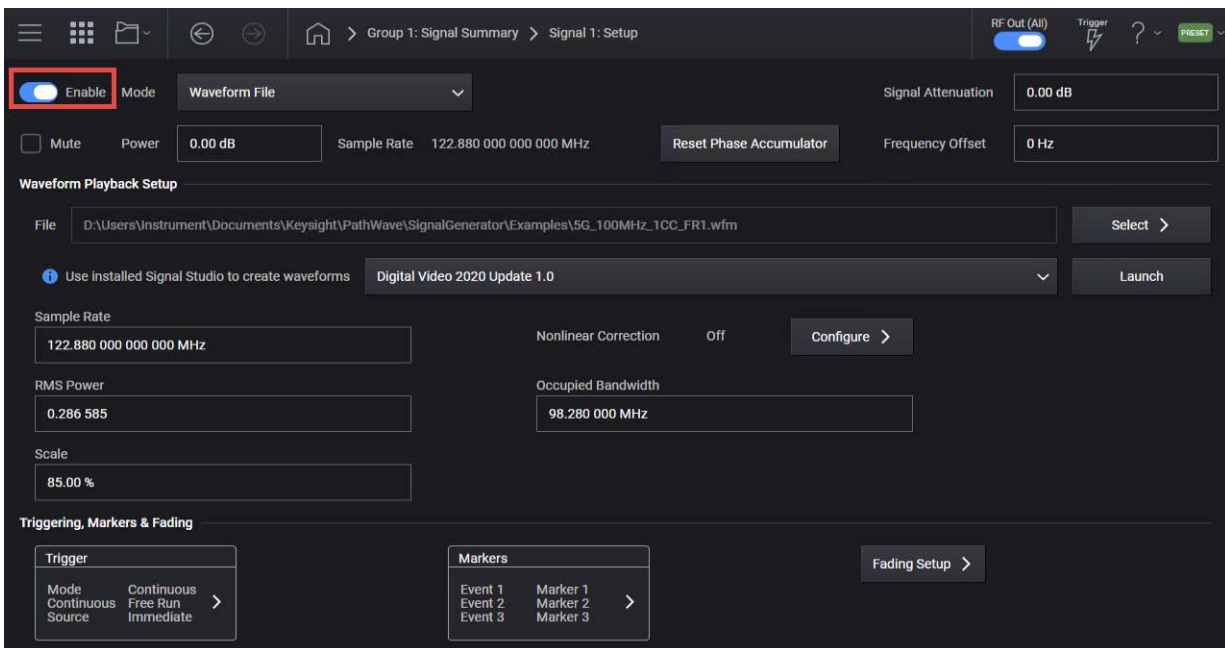 Group 1: Signal Summary > Signal 1: Setup
RF Out (All)
Trigger
PRESET
Enable
Mode
Waveform File
Signal Attenuation
0.00 dB
Mute
Power
0.00 dB
Sample Rate
122.880 000 000 000 MHz
Reset Phase Accumulator
Frequency Offset
0 Hz
Waveform Playback Setup
File
D:\Users\Instrument\Documents\Keysight\PathWave\SignalGenerator\Examples\5G_100MHz_1CC_FR1.wfm
Select >
Use installed Signal Studio to create waveforms
Digital Video 2020 Update 1.0
Launch
Sample Rate
122.880 000 000 000 MHz
Nonlinear Correction
Off
Configure >
RMS Power
0.286 585
Occupied Bandwidth
98.280 000 MHz
Scale
85.00 %
Triggering, Markers & Fading
Trigger
Mode Continuous
Continuous Free Run
Source Immediate
Markers
Event 1 Marker 1
Event 2 Marker 2
Event 3 Marker 3
Fading Setup >